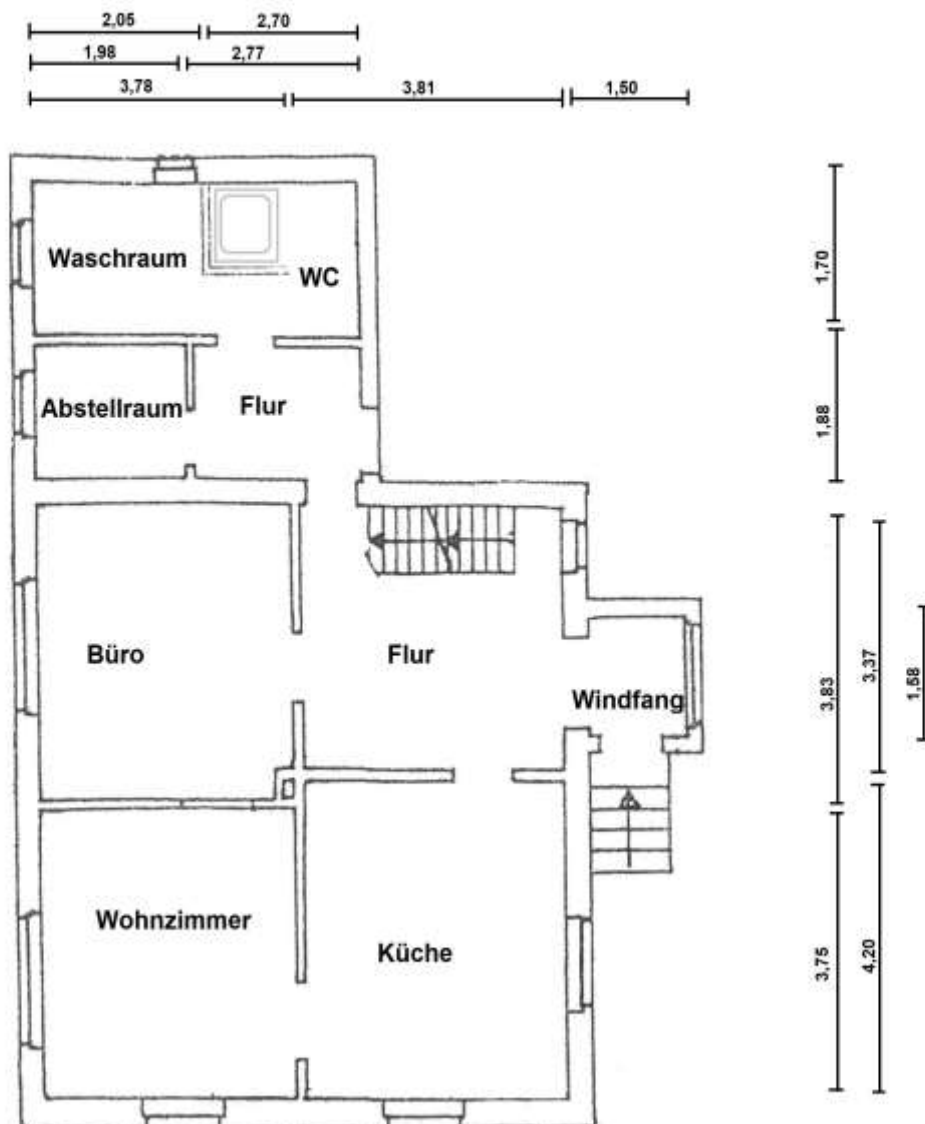 2,05 2,70
1,98 2,77
3,78 3,81 1,50
Waschraum
WC
1,70
Abstellraum Flur
1,88
Büro Flur
Windfang
3,83
3,37
1,58
Wohnzimmer
Küche
3,75
4,20